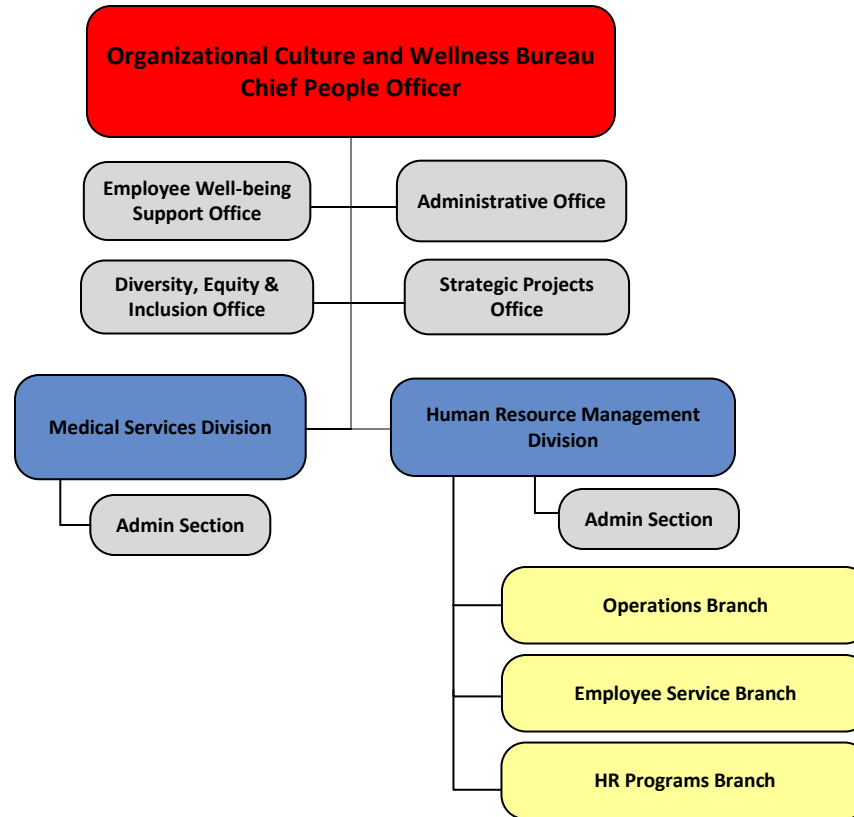 Organizational Culture and Wellness Bureau
Chief People Officer
Employee Well-being
Support Office
Administrative Office
Diversity, Equity &
Inclusion Office
Strategic Projects
Office
Medical Services Division
Human Resource Management
Division
Admin Section
Admin Section
Operations Branch
Employee Service Branch
HR Programs Branch